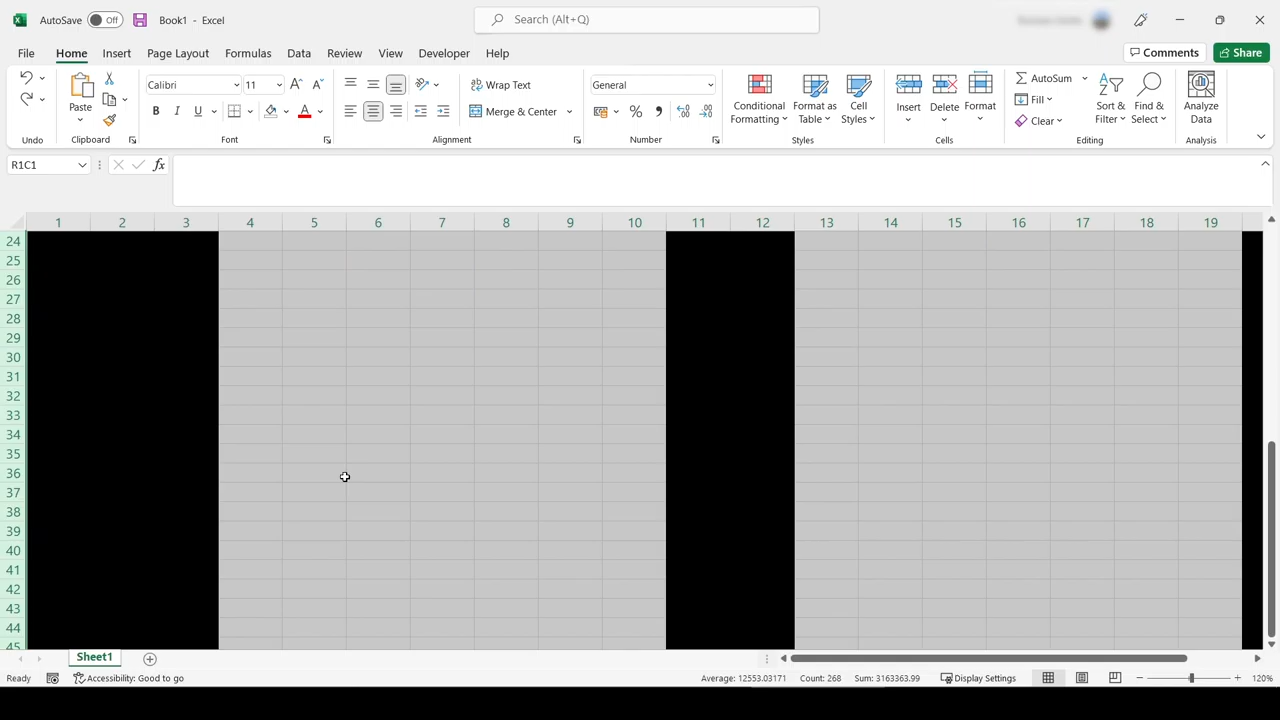 AutoSave Off Book1 - Excel Search (Alt+Q)
File Home Insert Page Layout Formulas Data Review View Developer Help Comments Share
Calibri 11 Wrap Text General AutoSum
Paste Conditional Format as Cell Insert Delete Format Fill Sort & Find & Analyze
B I U A Merge & Center % , Formatting Table Styles Clear Filter Select Data
Undo Clipboard Font Alignment Number Styles Cells Editing Analysis
R1C1 fx
1 2 3 4 5 6 7 8 9 10 11 12 13 14 15 16 17 18 19
24
25
26
27
28
29
30
31
32
33
34
35
36
37
38
39
40
41
42
43
44
45
Sheet1
Ready Accessibility: Good to go Average: 12553.03171 Count: 268 Sum: 3163363.99 Display Settings 120%